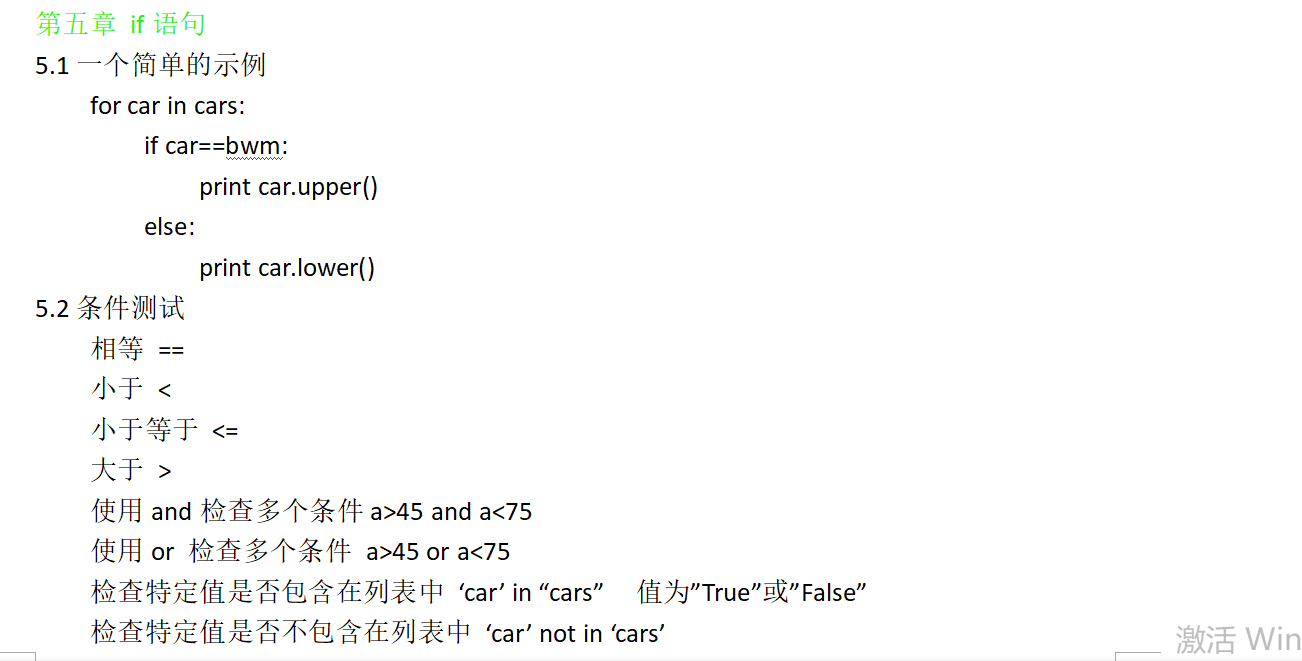 第五章 if 语句
5.1 一个简单的示例
for car in cars:
if car==bwm:
print car.upper()
else:
print car.lower()
5.2 条件测试
相等 ==
小于 <
小于等于 <=
大于 >
使用 and 检查多个条件 a>45 and a<75
使用 or 检查多个条件 a>45 or a<75
检查特定值是否包含在列表中 ‘car’ in “cars” 值为”True”或”False”
检查特定值是否不包含在列表中 ‘car’ not in ‘cars’
激活 Win